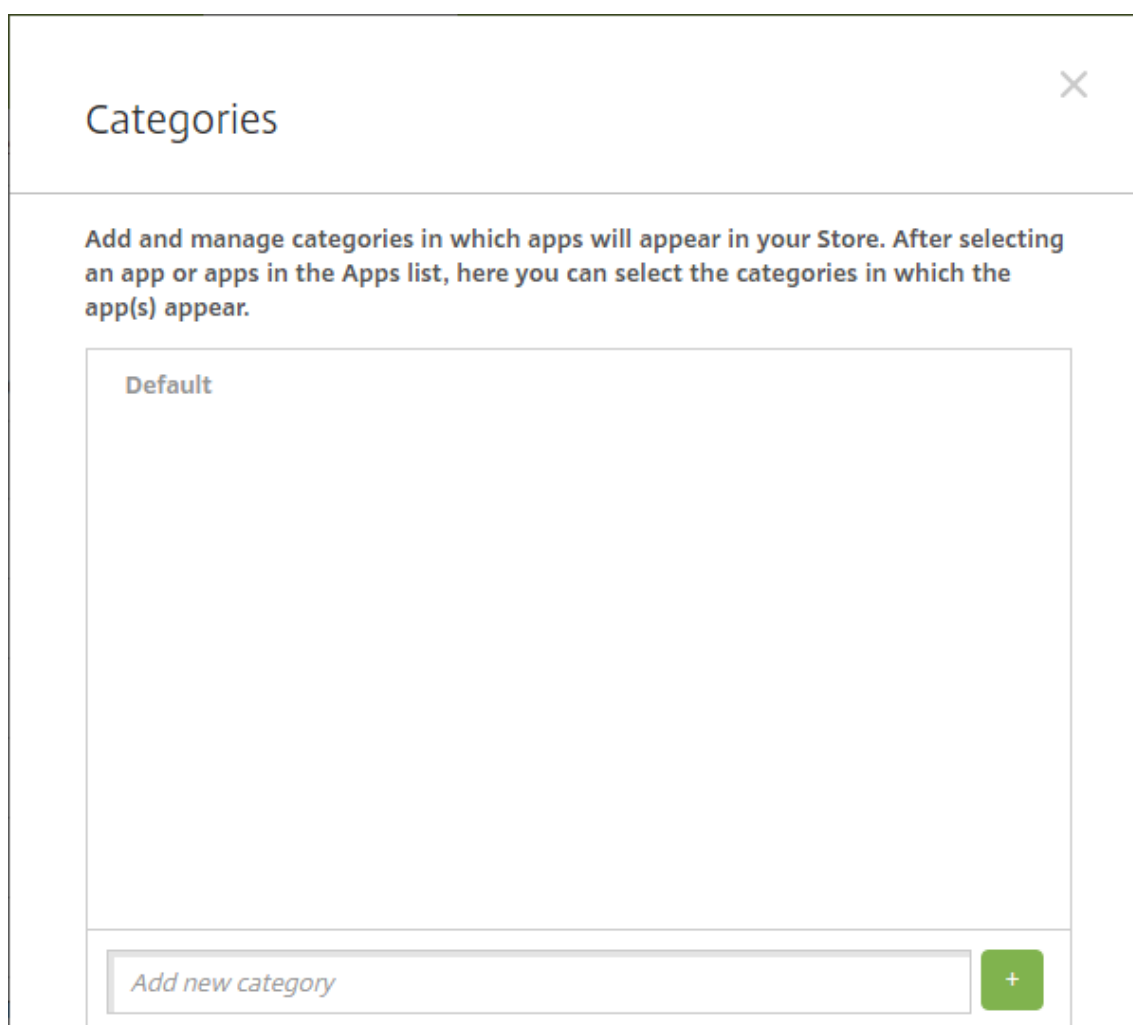 Categories
Add and manage categories in which apps will appear in your Store. After selecting
an app or apps in the Apps list, here you can select the categories in which the
app(s) appear.
Default
Add new category
+